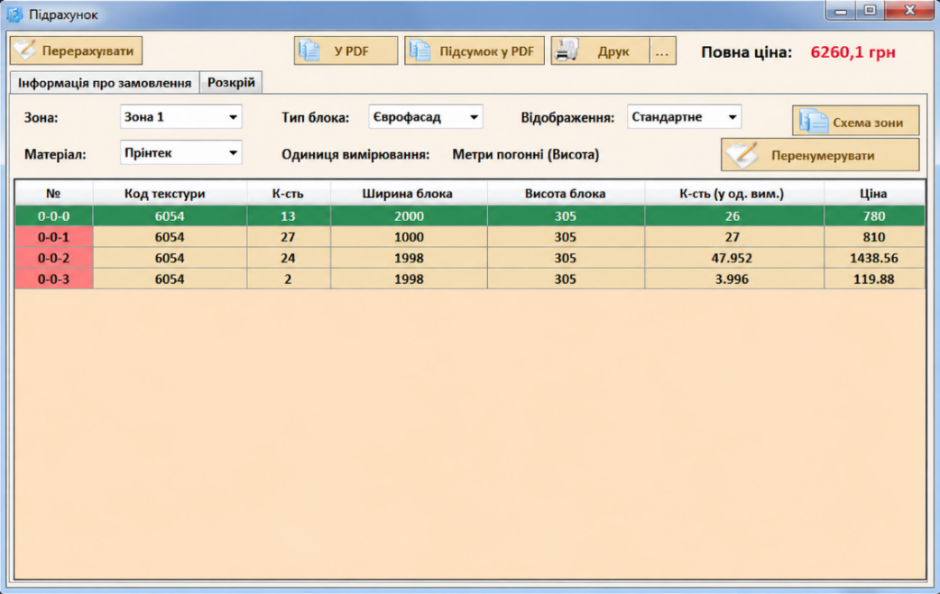 Підрахунок
Перерахувати У PDF Підсумок у PDF Друк ... Повна ціна: 6260,1 грн
Інформація про замовлення Розкрій
Зона: Зона 1 Тип блока: Єврофасад Відображення: Стандартне Схема зони
Матеріал: Прінтек Одиниця вимірювання: Метри погонні (Висота) Перенумерувати
№ Код текстури К-сть Ширина блока Висота блока К-сть (у од. вим.) Ціна
0-0-0 6054 13 2000 305 26 780
0-0-1 6054 27 1000 305 27 810
0-0-2 6054 24 1998 305 47.952 1438.56
0-0-3 6054 2 1998 305 3.996 119.88